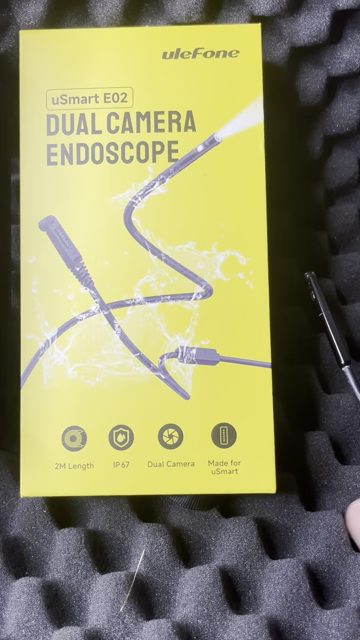 ulefone
uSmart E02
DUAL CAMERA
ENDOSCOPE
2M Length
IP67
Dual Camera
Made for
uSmart